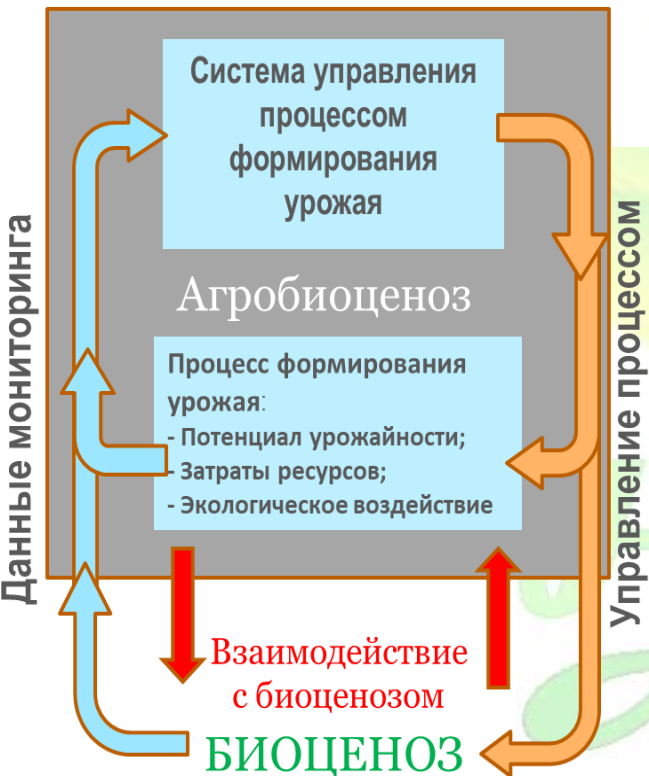 Система управления
процессом
формирования
урожая
Данные мониторинга
Управление процессом
Агробиоценоз
Процесс формирования
урожая:
- Потенциал урожайности;
- Затраты ресурсов;
- Экологическое воздействие
Взаимодействие
с биоценозом
БИОЦЕНОЗ